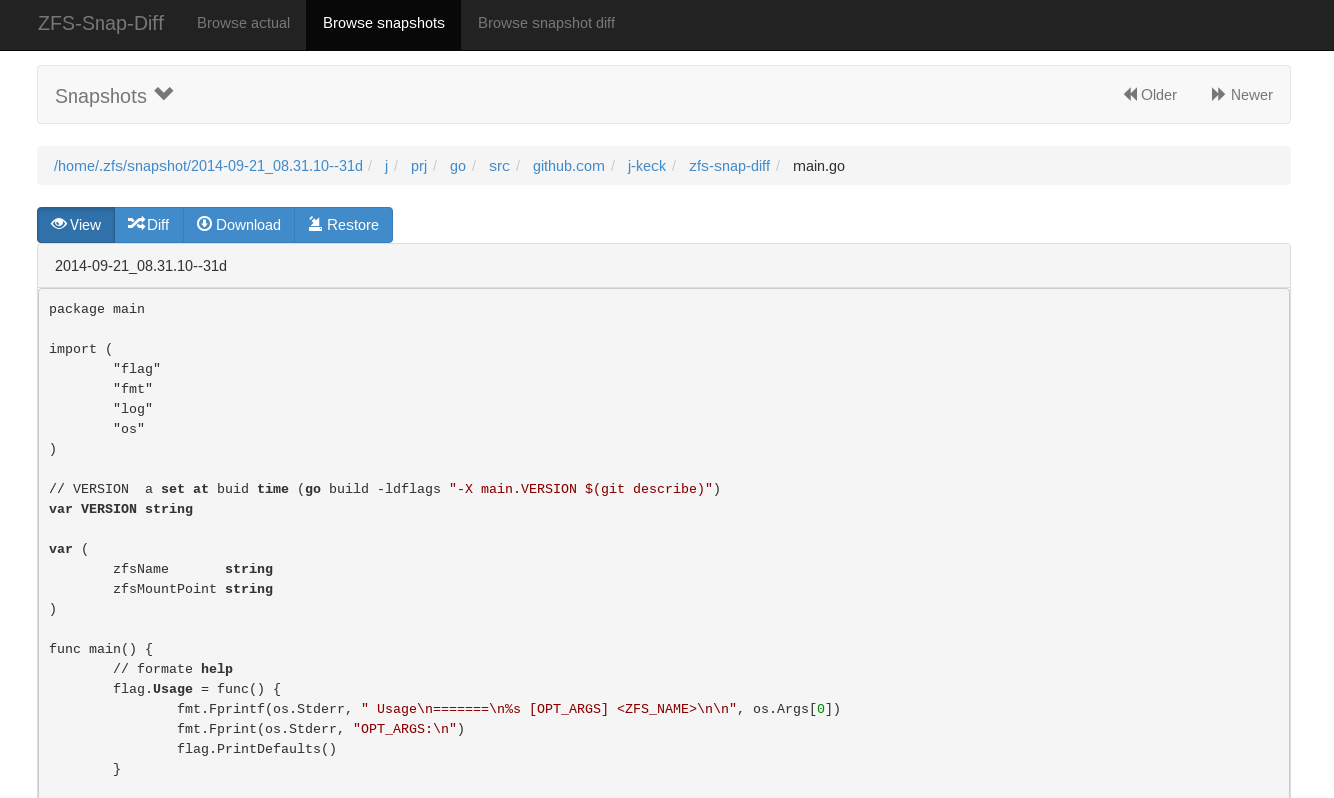 ZFS-Snap-Diff Browse actual Browse snapshots Browse snapshot diff
Snapshots Older Newer
/home/.zfs/snapshot/2014-09-21_08.31.10--31d / j / prj / go / src / github.com / j-keck / zfs-snap-diff / main.go
View Diff Download Restore
2014-09-21_08.31.10--31d
package main
import (
"flag"
"fmt"
"log"
"os"
)
// VERSION  a set at buid time (go build -ldflags "-X main.VERSION $(git describe)")
var VERSION string
var (
zfsName       string
zfsMountPoint string
)
func main() {
// formate help
flag.Usage = func() {
fmt.Fprintf(os.Stderr, " Usage\n=======\n%s [OPT_ARGS] <ZFS_NAME>\n\n", os.Args[0])
fmt.Fprint(os.Stderr, "OPT_ARGS:\n")
flag.PrintDefaults()
}